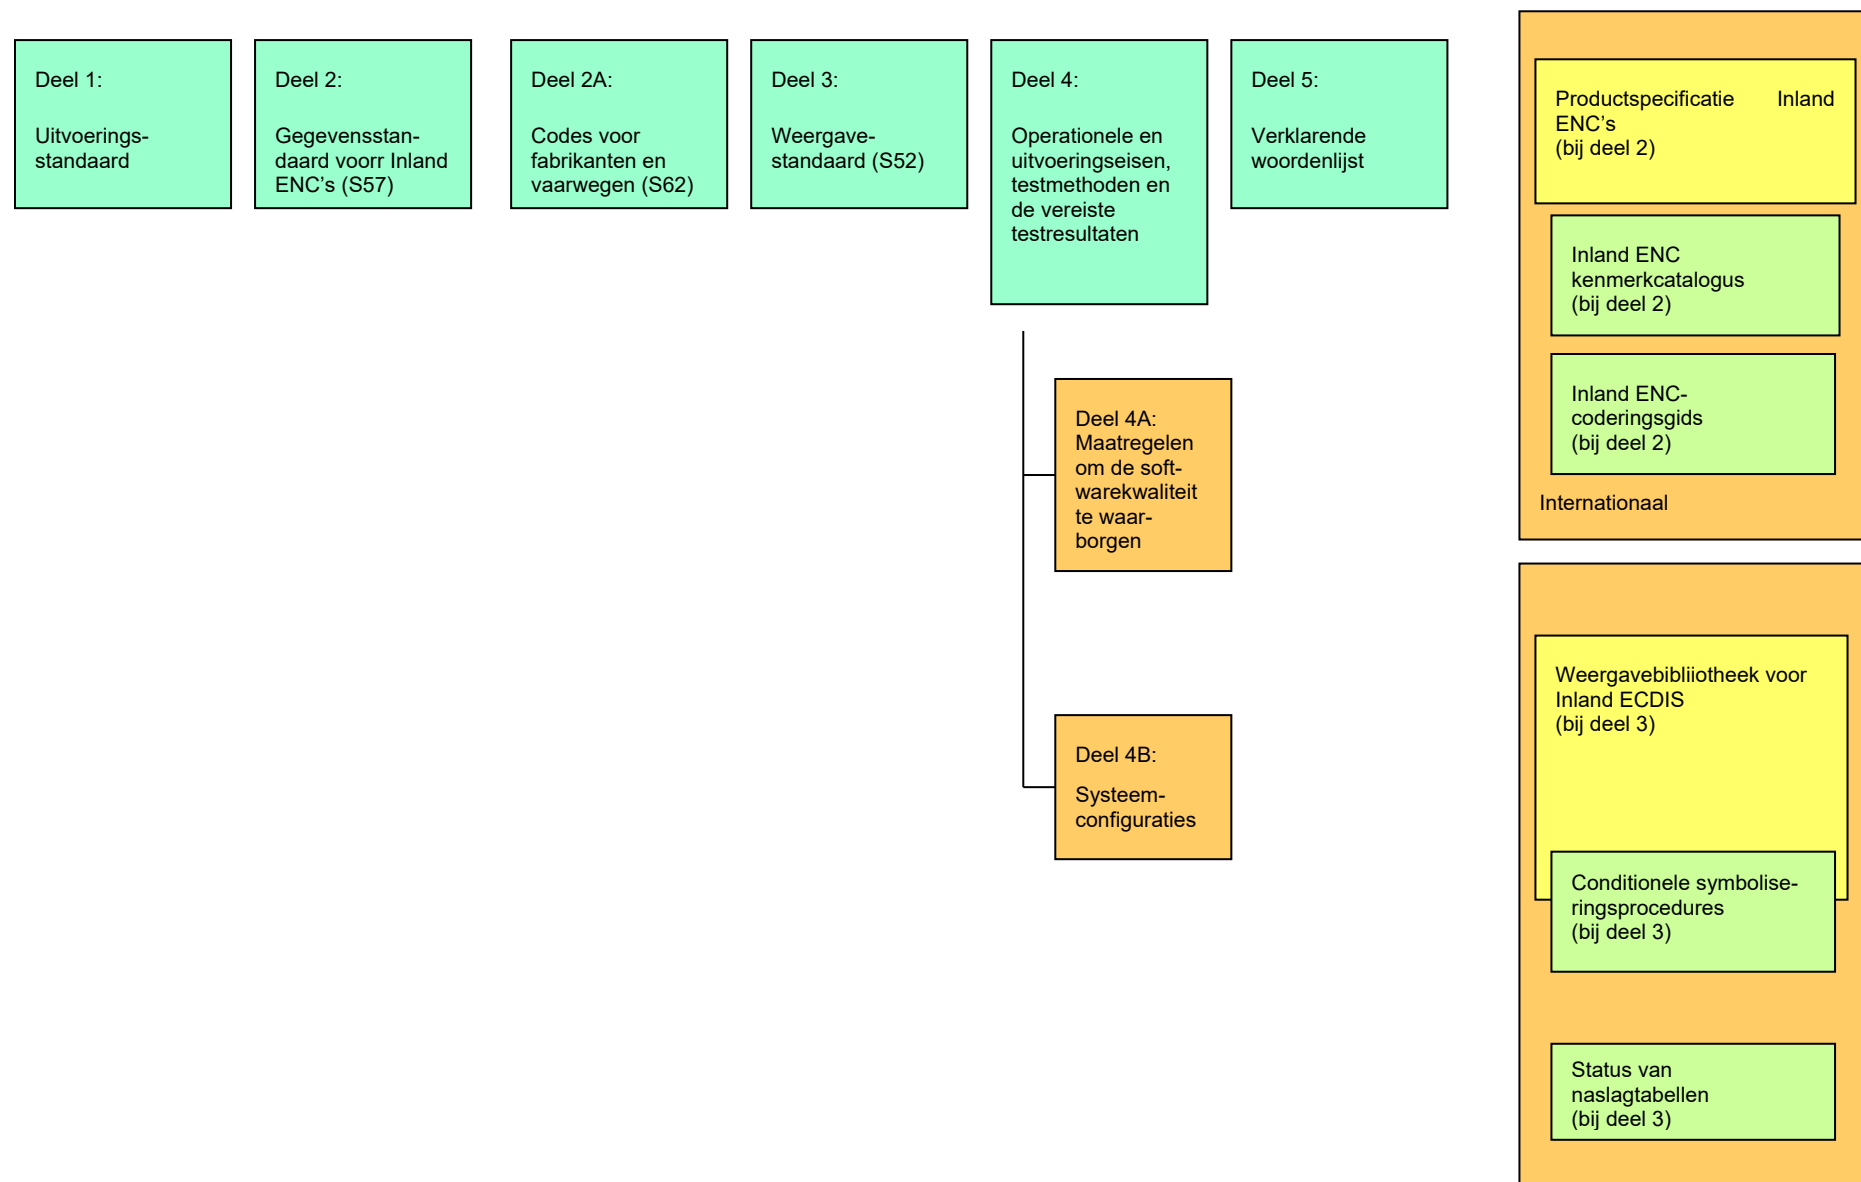 Deel 1:
Uitvoerings-
standaard
Deel 2:
Gegevensstan-
daard voorr Inland
ENC's (S57)
Deel 2A:
Codes voor
fabrikanten en
vaarwegen (S62)
Deel 3:
Weergave-
standaard (S52)
Deel 4:
Operationele en
uitvoeringseisen,
testmethoden en
de vereiste
testresultaten
Deel 5:
Verklarende
woordenlijst
Deel 4A:
Maatregelen
om de soft-
warekwaliteit
te waar-
borgen
Deel 4B:
Systeem-
configuraties
Productspecificatie Inland
ENC's
(bij deel 2)
Inland ENC
kenmerkcatalogus
(bij deel 2)
Inland ENC-
coderingsgids
(bij deel 2)
Internationaal
Weergavebibliiotheek voor
Inland ECDIS
(bij deel 3)
Conditionele symbolise-
ringsprocedures
(bij deel 3)
Status van
naslagtabellen
(bij deel 3)